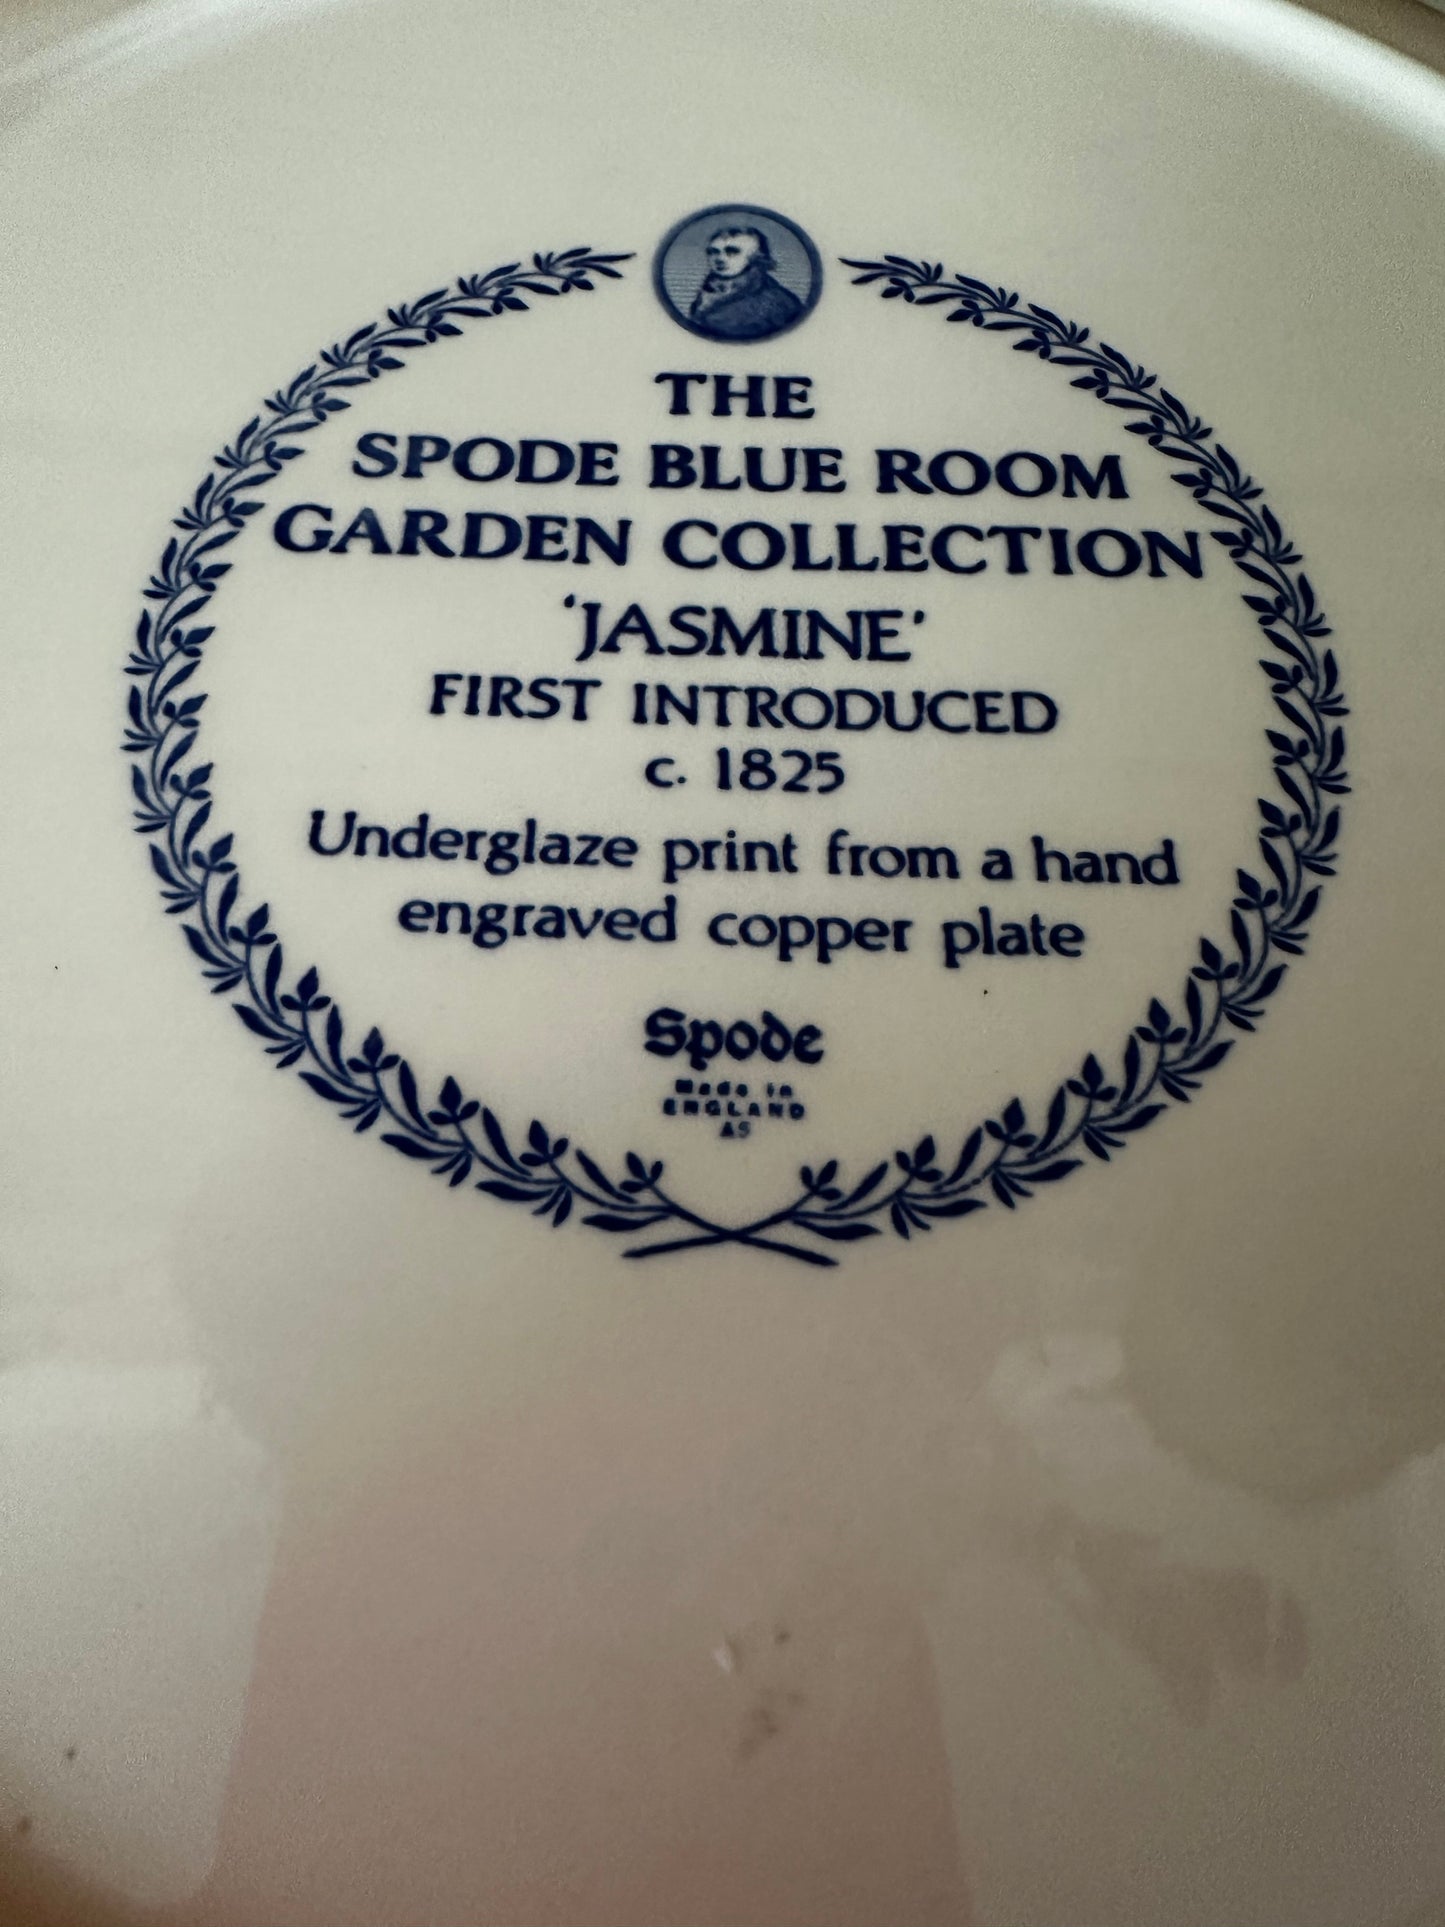 THE
SPODE BLUE ROOM
GARDEN COLLECTION
'JASMINE'
FIRST INTRODUCED
c. 1825
Underglaze print from a hand
engraved copper plate
Spode
Made in
ENGLAND
A5